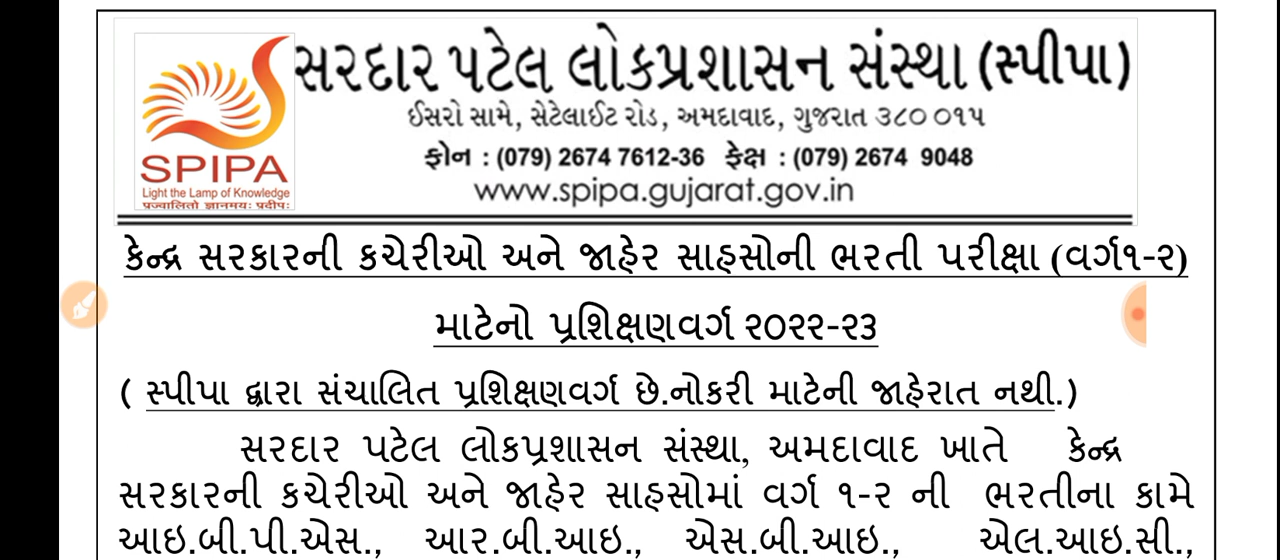 સરદાર પટેલ લોકપ્રશાસન સંસ્થા (સ્પીપા)
ઈસરો સામે, સેટેલાઈટ રોડ, અમદાવાદ, ગુજરાત ૩૮૦ ૦૧૫
ફોન : (079) 2674 7612-36 ફેક્ષ : (079) 2674 9048
www.spipa.gujarat.gov.in
SPIPA
Light the Lamp of Knowledge
प्रज्वालितो ज्ञानमयः प्रदीपः
કેન્દ્ર સરકારની કચેરીઓ અને જાહેર સાહસોની ભરતી પરીક્ષા (વર્ગ૧-૨)
માટેનો પ્રશિક્ષણવર્ગ ૨૦૨૨-૨૩
( સ્પીપા દ્વારા સંચાલિત પ્રશિક્ષણવર્ગ છે.નોકરી માટેની જાહેરાત નથી.)
સરદાર પટેલ લોકપ્રશાસન સંસ્થા, અમદાવાદ ખાતે કેન્દ્ર
સરકારની કચેરીઓ અને જાહેર સાહસોમાં વર્ગ ૧-૨ ની ભરતીના કામે
આઇ.બી.પી.એસ., આર.બી.આઇ., એસ.બી.આઇ., એલ.આઇ.સી.,